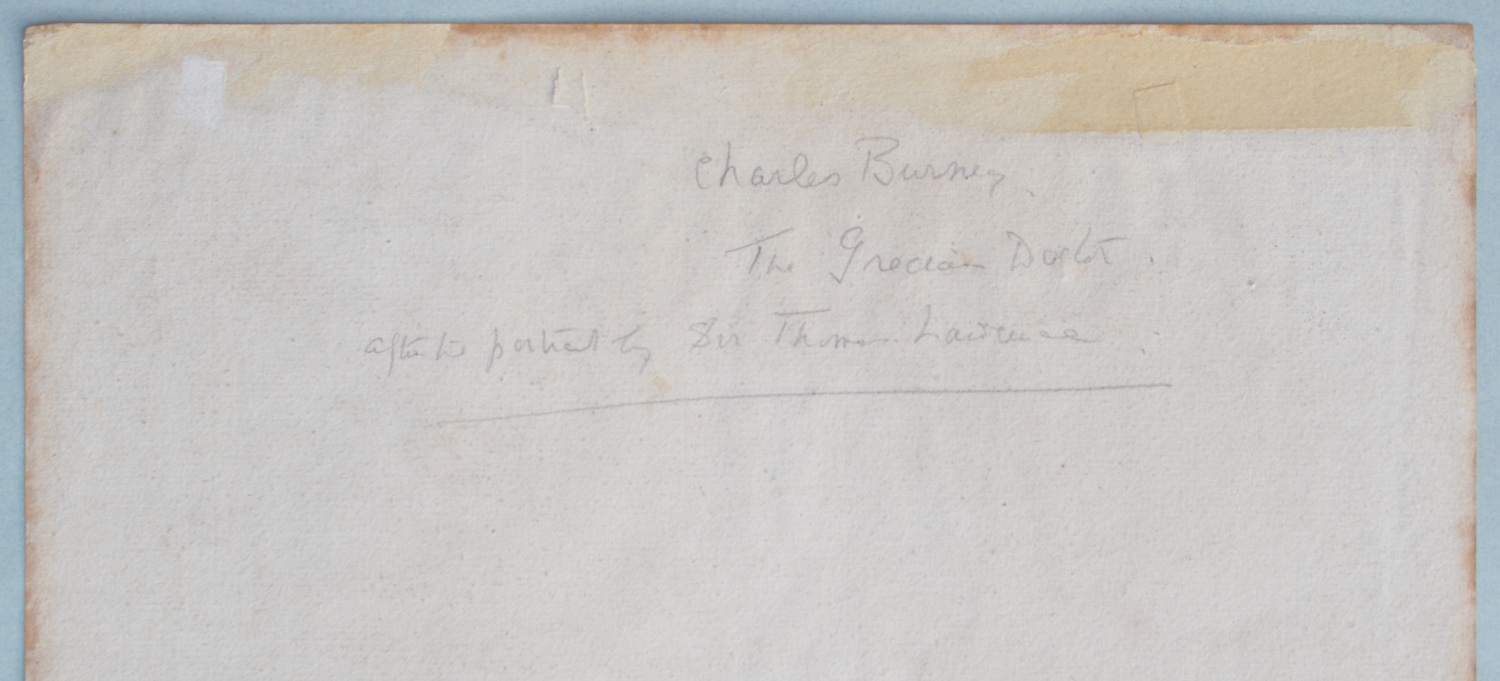 Charles Burney.
The Grecian Doctor.
after the portrait by Sir Thomas Lawrence.